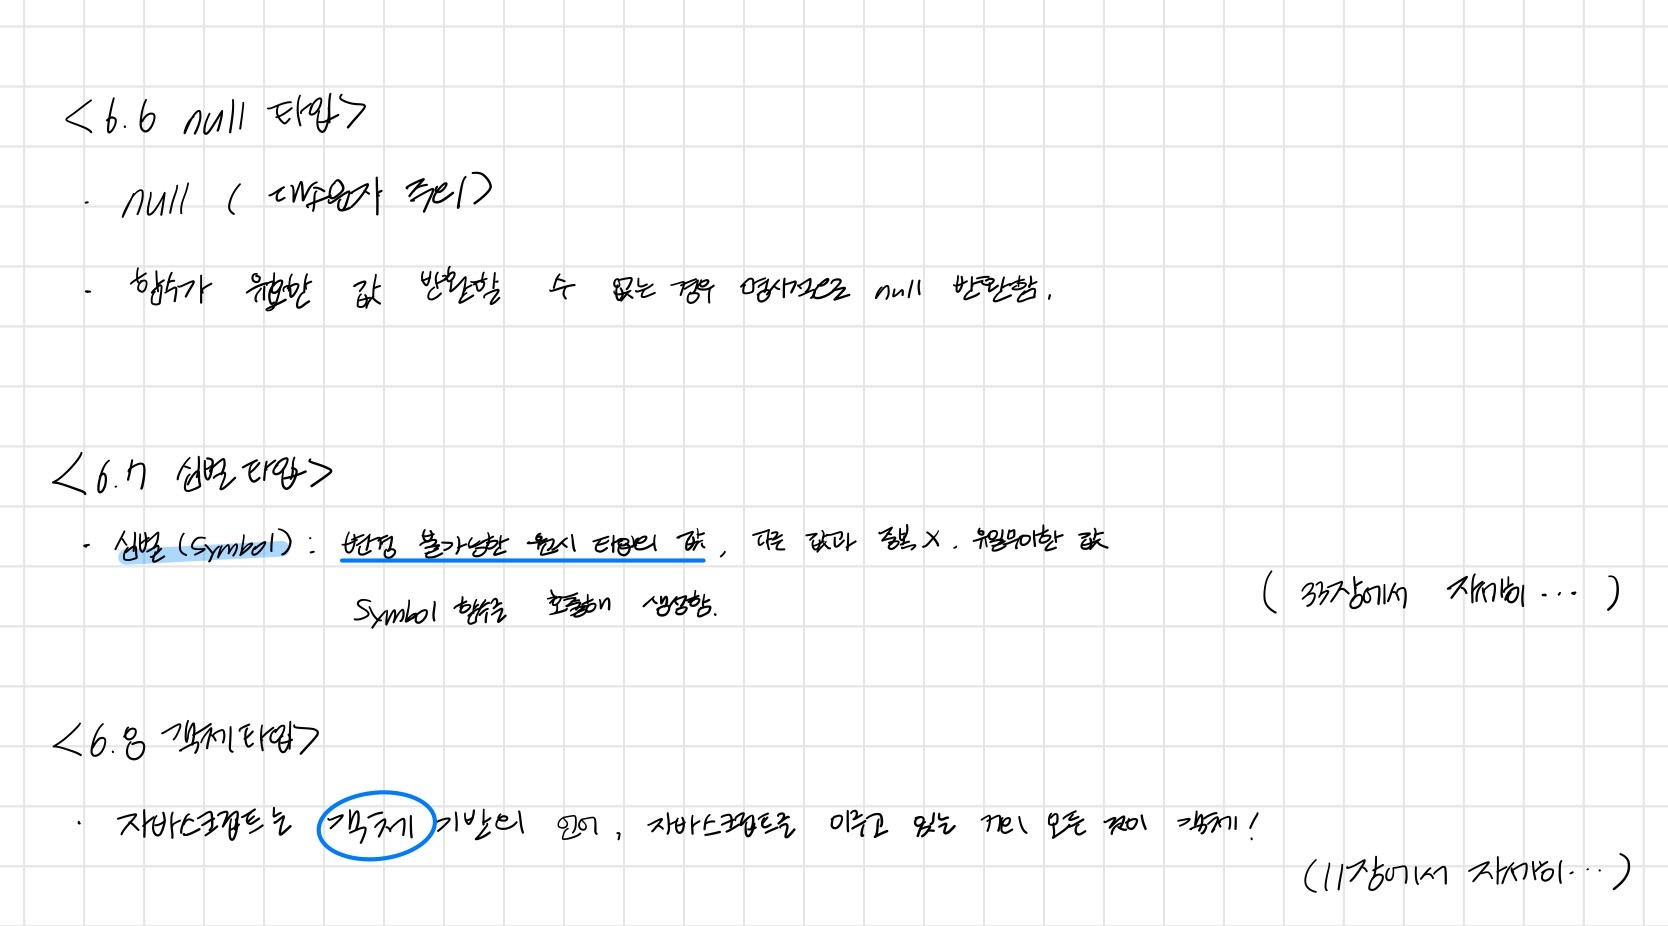 <6.6 null 타입>
· null ( 대소문자 주의)
· 함수가 유효한 값 반환할 수 없는 경우 명시적으로 null 반환함.
<6.7 심벌 타입>
· 심벌 (Symbol) : 변경 불가능한 원시 타입의 값, 다른 값과 중복 X. 유일무이한 값
( 33장에서 자세히 ... )
Symbol 함수를 호출해 생성함.
<6.8 객체 타입>
· 자바스크립트는 객체 기반의 언어, 자바스크립트를 이루고 있는 거의 모든 것이 객체!
(11장에서 자세히...)